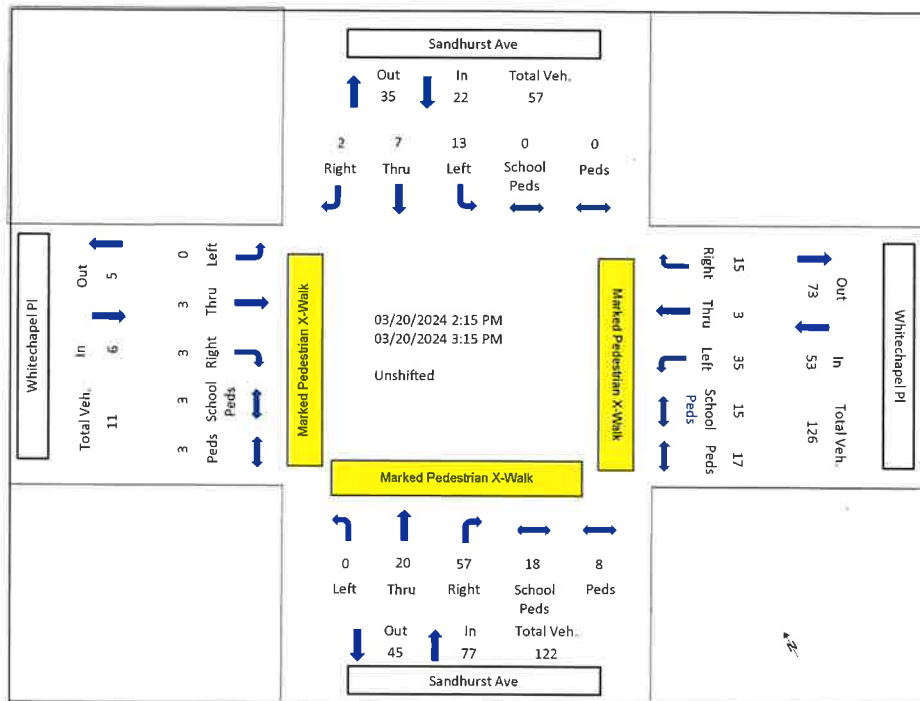 Sandhurst Ave
Out In Total Veh.
35 22 57
2 7 13 0 0
Right Thru Left School Peds Peds
Whitechapel Pl
Out 5
In 6
Total Veh. 11
0 Left
3 Thru
3 Right
3 School Peds
3 Peds
Marked Pedestrian X-Walk
03/20/2024 2:15 PM
03/20/2024 3:15 PM
Unshifted
Marked Pedestrian X-Walk
Right 15
Thru 3
Left 35
School Peds 15
Peds 17
Out 73
In 53
Total Veh. 126
Whitechapel Pl
Marked Pedestrian X-Walk
0 20 57 18 8
Left Thru Right School Peds Peds
Out In Total Veh.
45 77 122
Sandhurst Ave
N